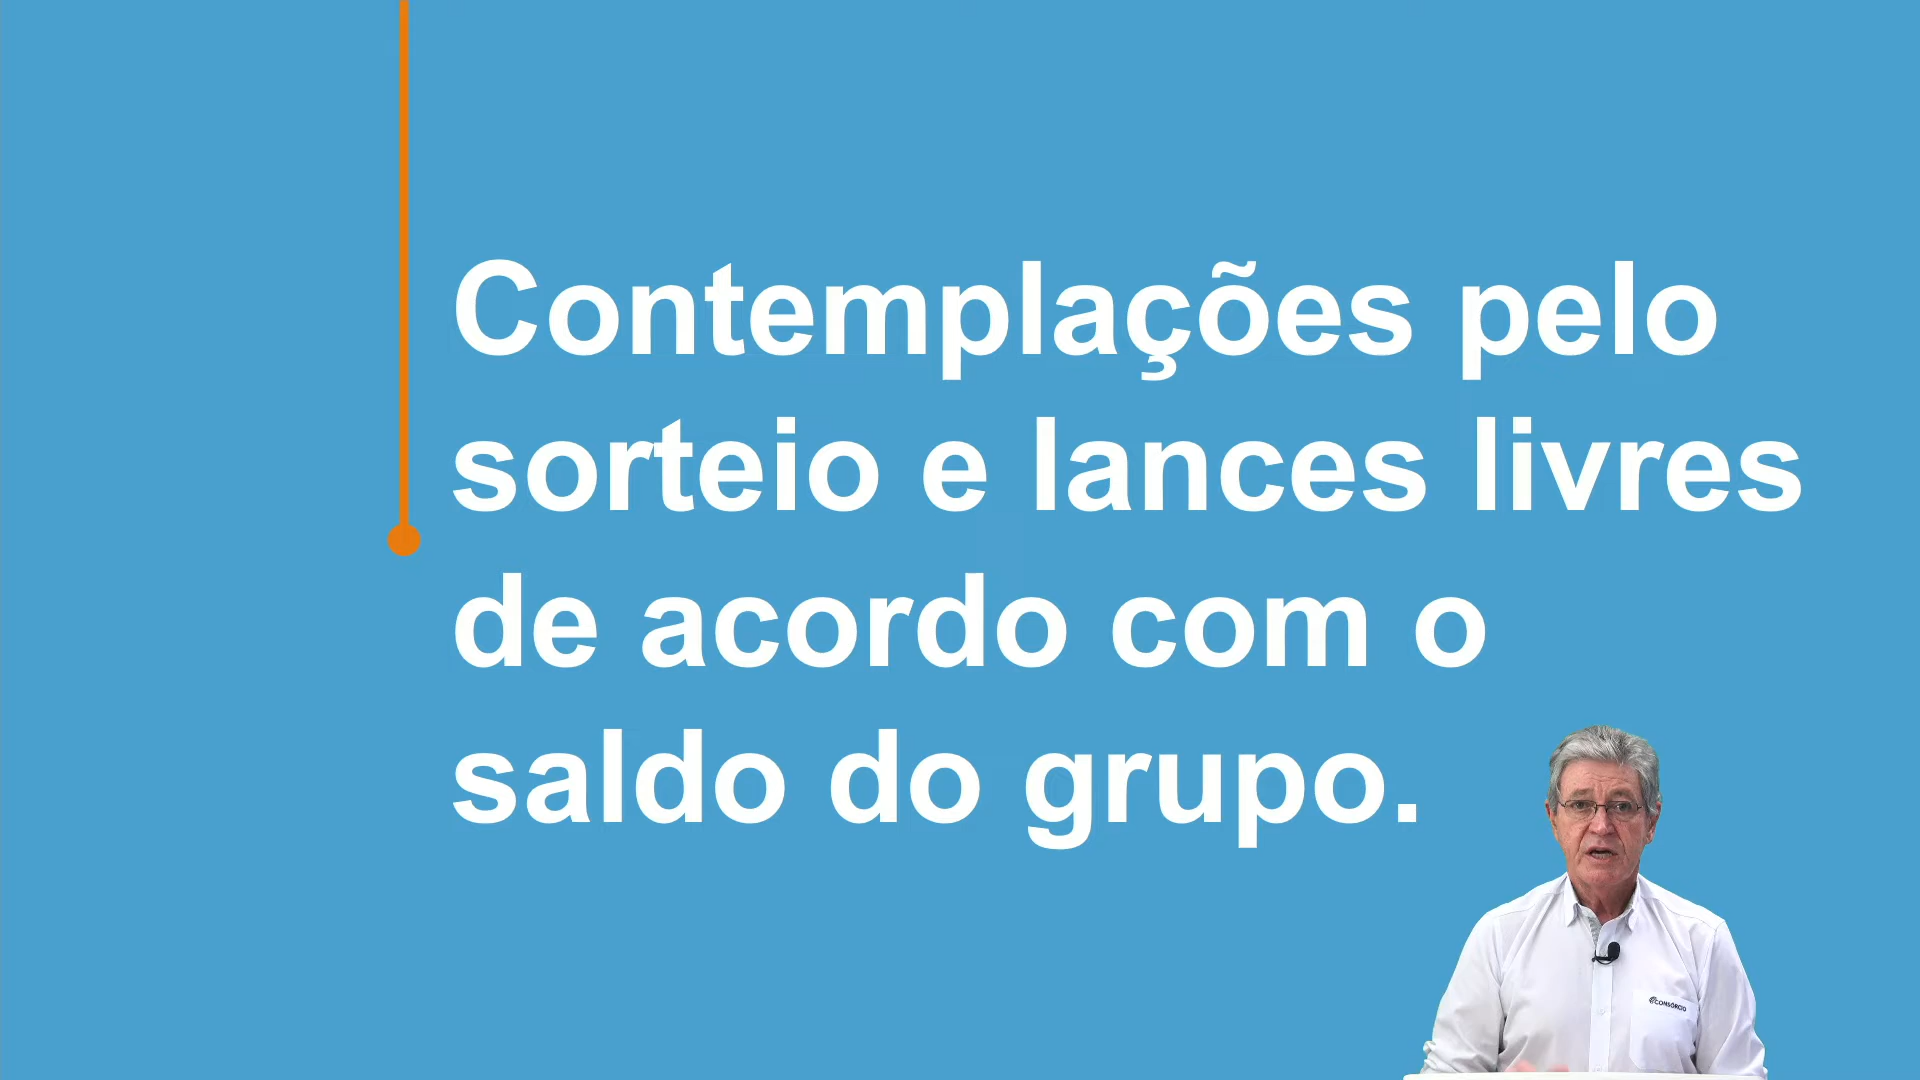 Contemplações pelo
sorteio e lances livres
de acordo com o
saldo do grupo.
CONSÓRCIO